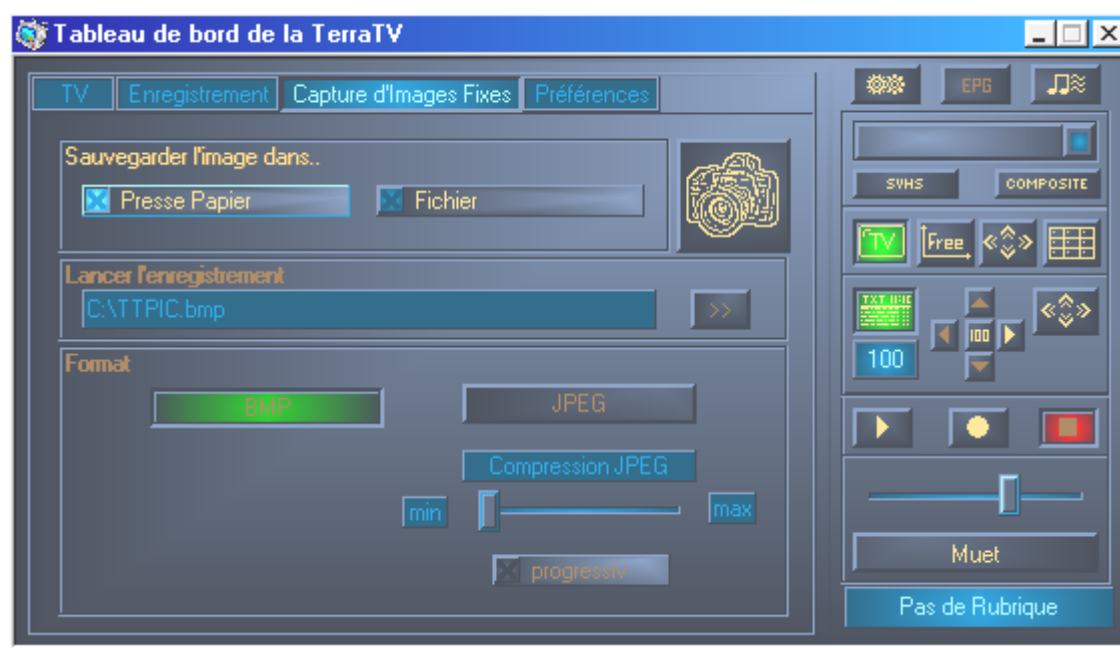 Tableau de bord de la TerraTV
TV Enregistrement Capture d'Images Fixes Préférences
Sauvegarder l'image dans..
Presse Papier Fichier
Lancer l'enregistrement
C:\TTPIC.bmp >>
Format
BMP JPEG
Compression JPEG
min max
progressiv
EPG
SVHS COMPOSITE
TV Free
TXT
100 100
Muet
Pas de Rubrique